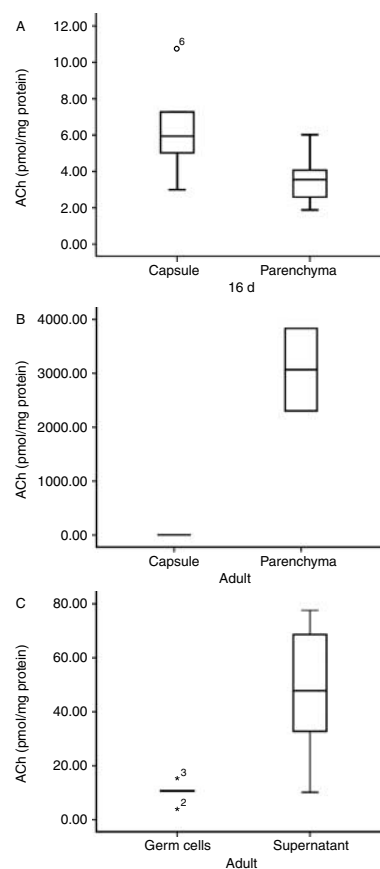 A
12.00
10.00
8.00
6.00
4.00
2.00
0.00
ACh (pmol/mg protein)
6
Capsule Parenchyma
16 d
B
4000.00
3000.00
2000.00
1000.00
0.00
ACh (pmol/mg protein)
Capsule Parenchyma
Adult
C
80.00
60.00
40.00
20.00
0.00
ACh (pmol/mg protein)
*3
*2
Germ cells Supernatant
Adult